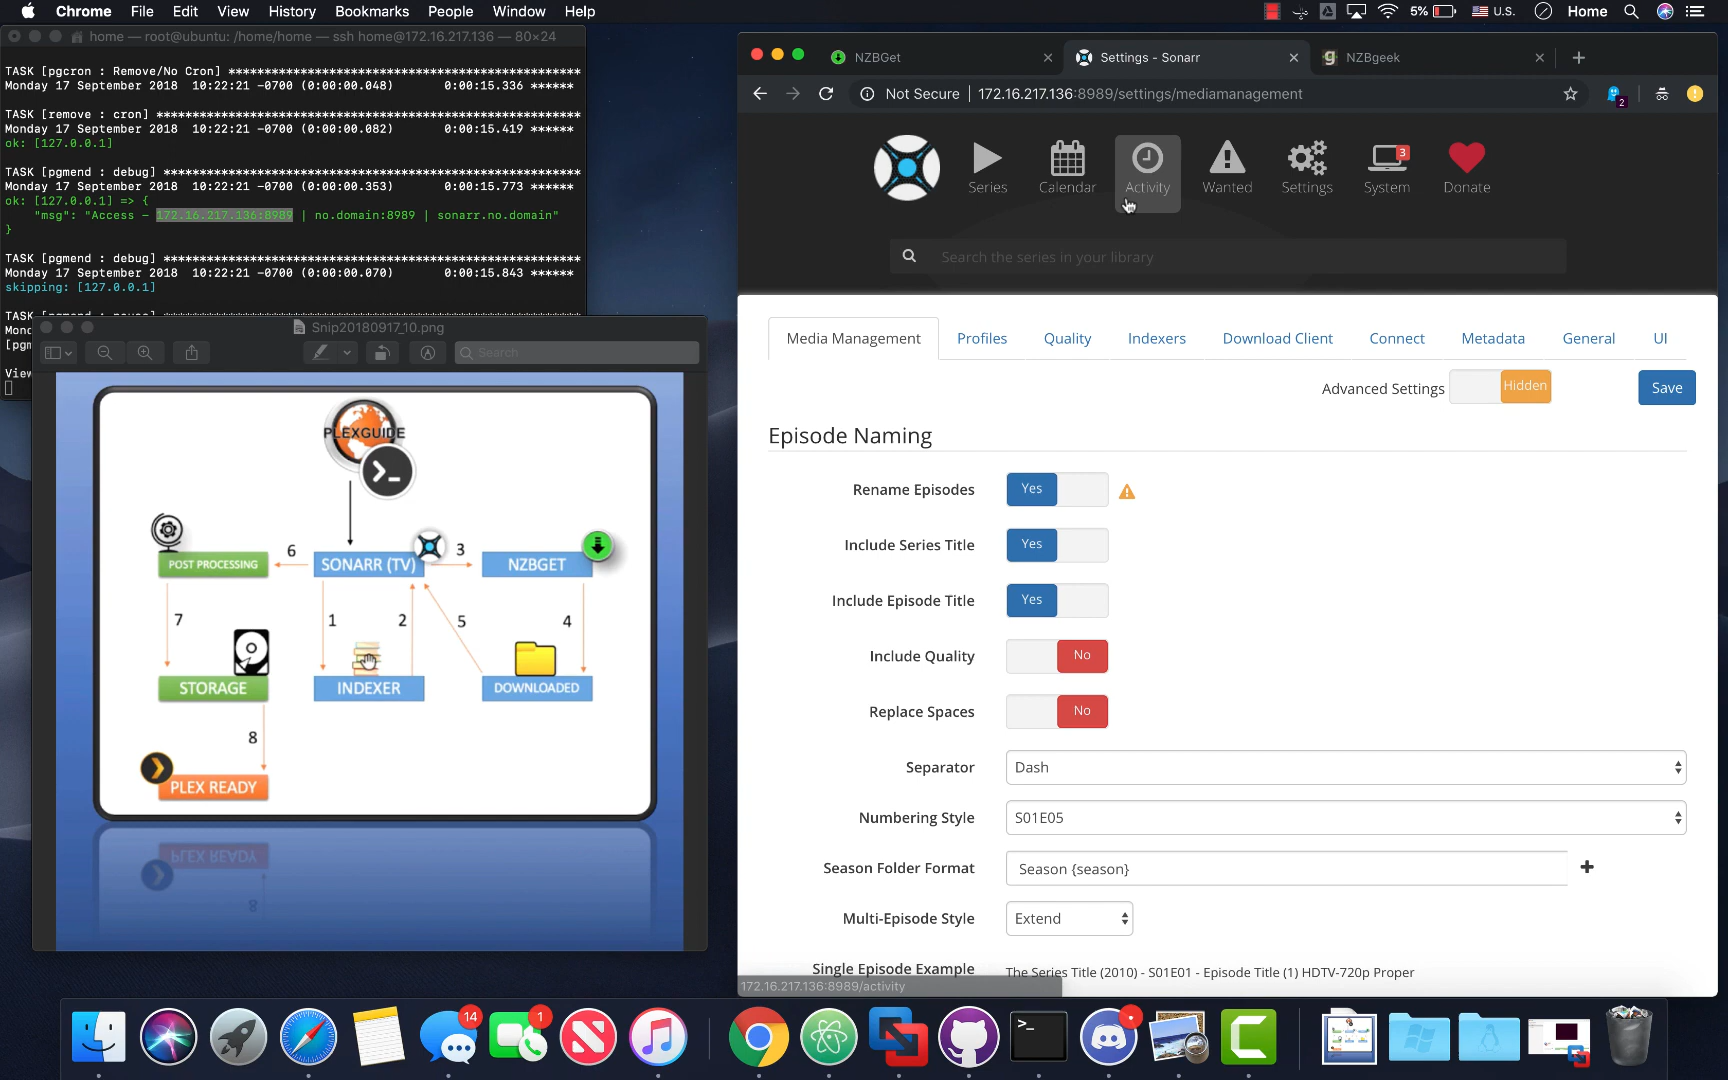 Chrome File Edit View History Bookmarks People Window Help
5% U.S. Home
home — root@ubuntu: /home/home — ssh home@172.16.217.136 — 80×24
TASK [pgcron : Remove/No Cron] ***********************************************
Monday 17 September 2018 10:22:21 -0700 (0:00:00.048) 0:00:15.336 ******
TASK [remove : cron] *********************************************************
Monday 17 September 2018 10:22:21 -0700 (0:00:00.082) 0:00:15.419 ******
ok: [127.0.0.1]
TASK [pgmend : debug] ********************************************************
Monday 17 September 2018 10:22:21 -0700 (0:00:00.353) 0:00:15.773 ******
ok: [127.0.0.1] => {
"msg": "Access - 172.16.217.136:8989 | no.domain:8989 | sonarr.no.domain"
}
TASK [pgmend : debug] ********************************************************
Monday 17 September 2018 10:22:21 -0700 (0:00:00.070) 0:00:15.843 ******
skipping: [127.0.0.1]
Snip20180917_10.png
Search
PLEXGUIDE
>_
POST PROCESSING
6
SONARR (TV)
3
NZBGET
7
1
2
5
4
STORAGE
INDEXER
DOWNLOADED
8
PLEX READY
NZBGet
Settings - Sonarr
NZBgeek
Not Secure | 172.16.217.136:8989/settings/mediamanagement
2
Series
Calendar
Activity
Wanted
Settings
System
3
Donate
Search the series in your library
Media Management
Profiles
Quality
Indexers
Download Client
Connect
Metadata
General
UI
Advanced Settings Hidden
Save
Episode Naming
Rename Episodes Yes
Include Series Title Yes
Include Episode Title Yes
Include Quality No
Replace Spaces No
Separator Dash
Numbering Style S01E05
Season Folder Format Season {season}
Multi-Episode Style Extend
Single Episode Example The Series Title (2010) - S01E01 - Episode Title (1) HDTV-720p Proper
172.16.217.136:8989/activity
14
1